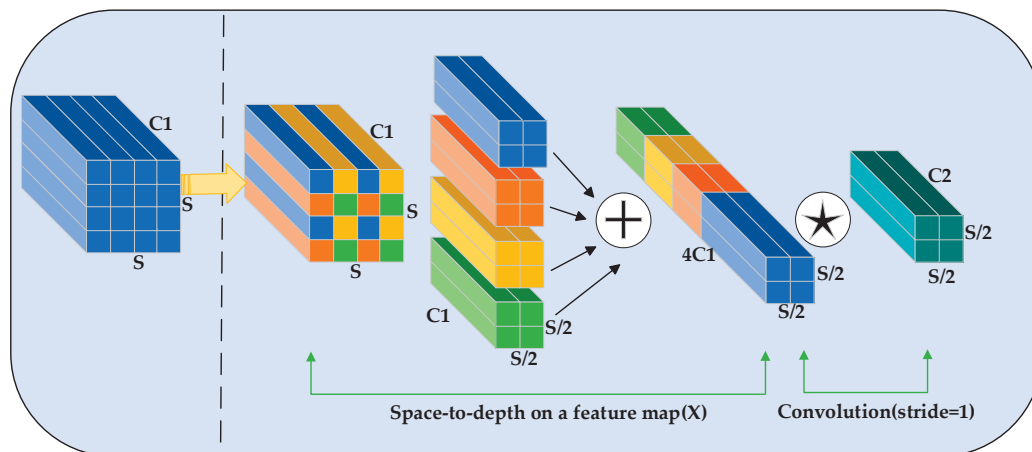 C1
S
S
C1
S
S
C1
S/2
S/2
4C1
S/2
S/2
C2
S/2
S/2
Space-to-depth on a feature map(X)
Convolution(stride=1)